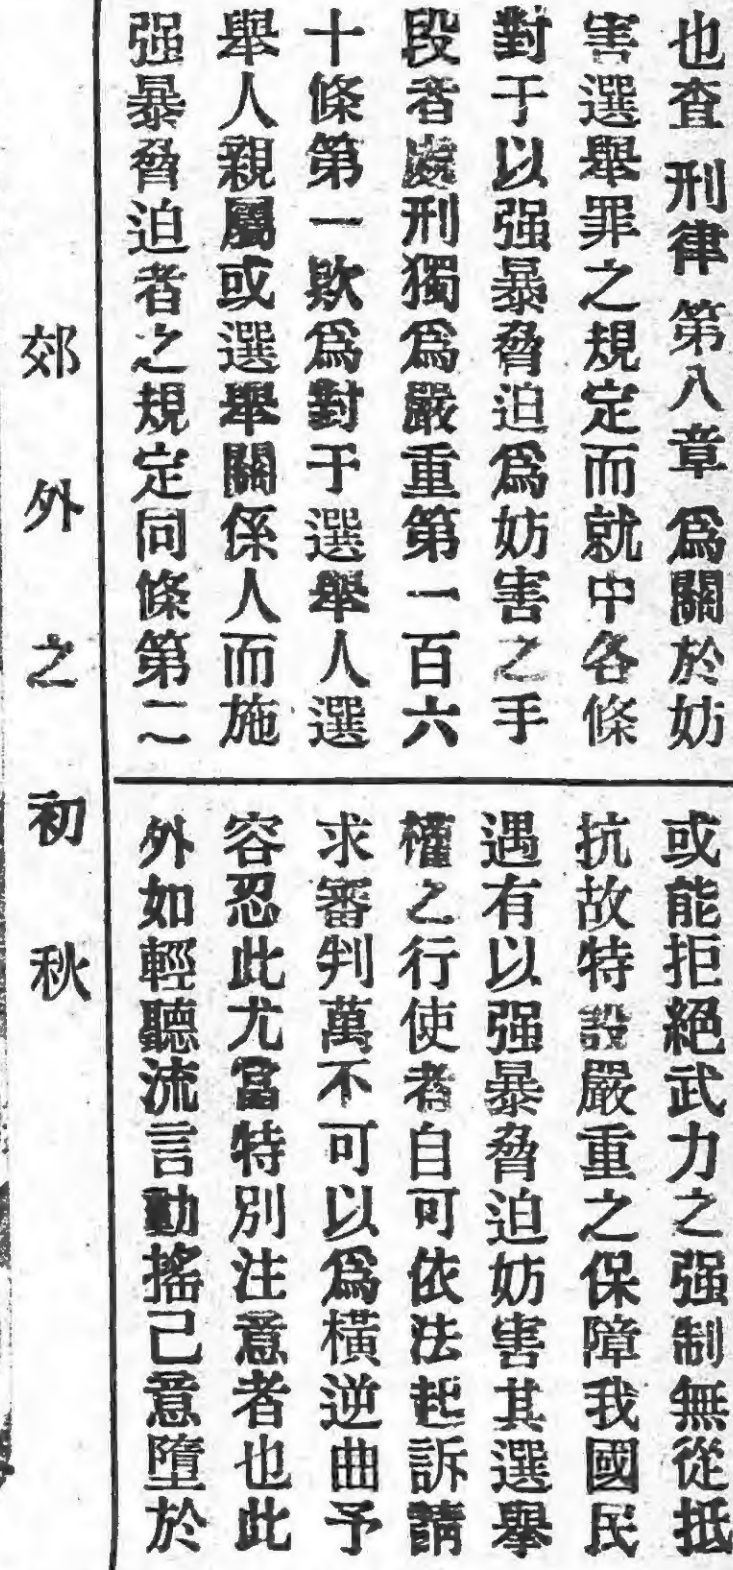 也查刑律第八章爲關於妨
害選舉罪之規定而就中各條
對于以强暴脅迫爲妨害之手
段者處刑獨爲嚴重第一百六
十條第一欵爲對于選舉人選
舉人親屬或選舉關係人而施
强暴脅迫者之規定同條第二
或能拒絕武力之强制無從抵
抗故特設嚴重之保障我國民
遇有以强暴脅迫妨害其選舉
權之行使者自可依法起訴請
求審判萬不可以爲橫逆曲予
容忍此尤當特別注意者也此
外如輕聽流言動搖己意墮於
郊外之初秋